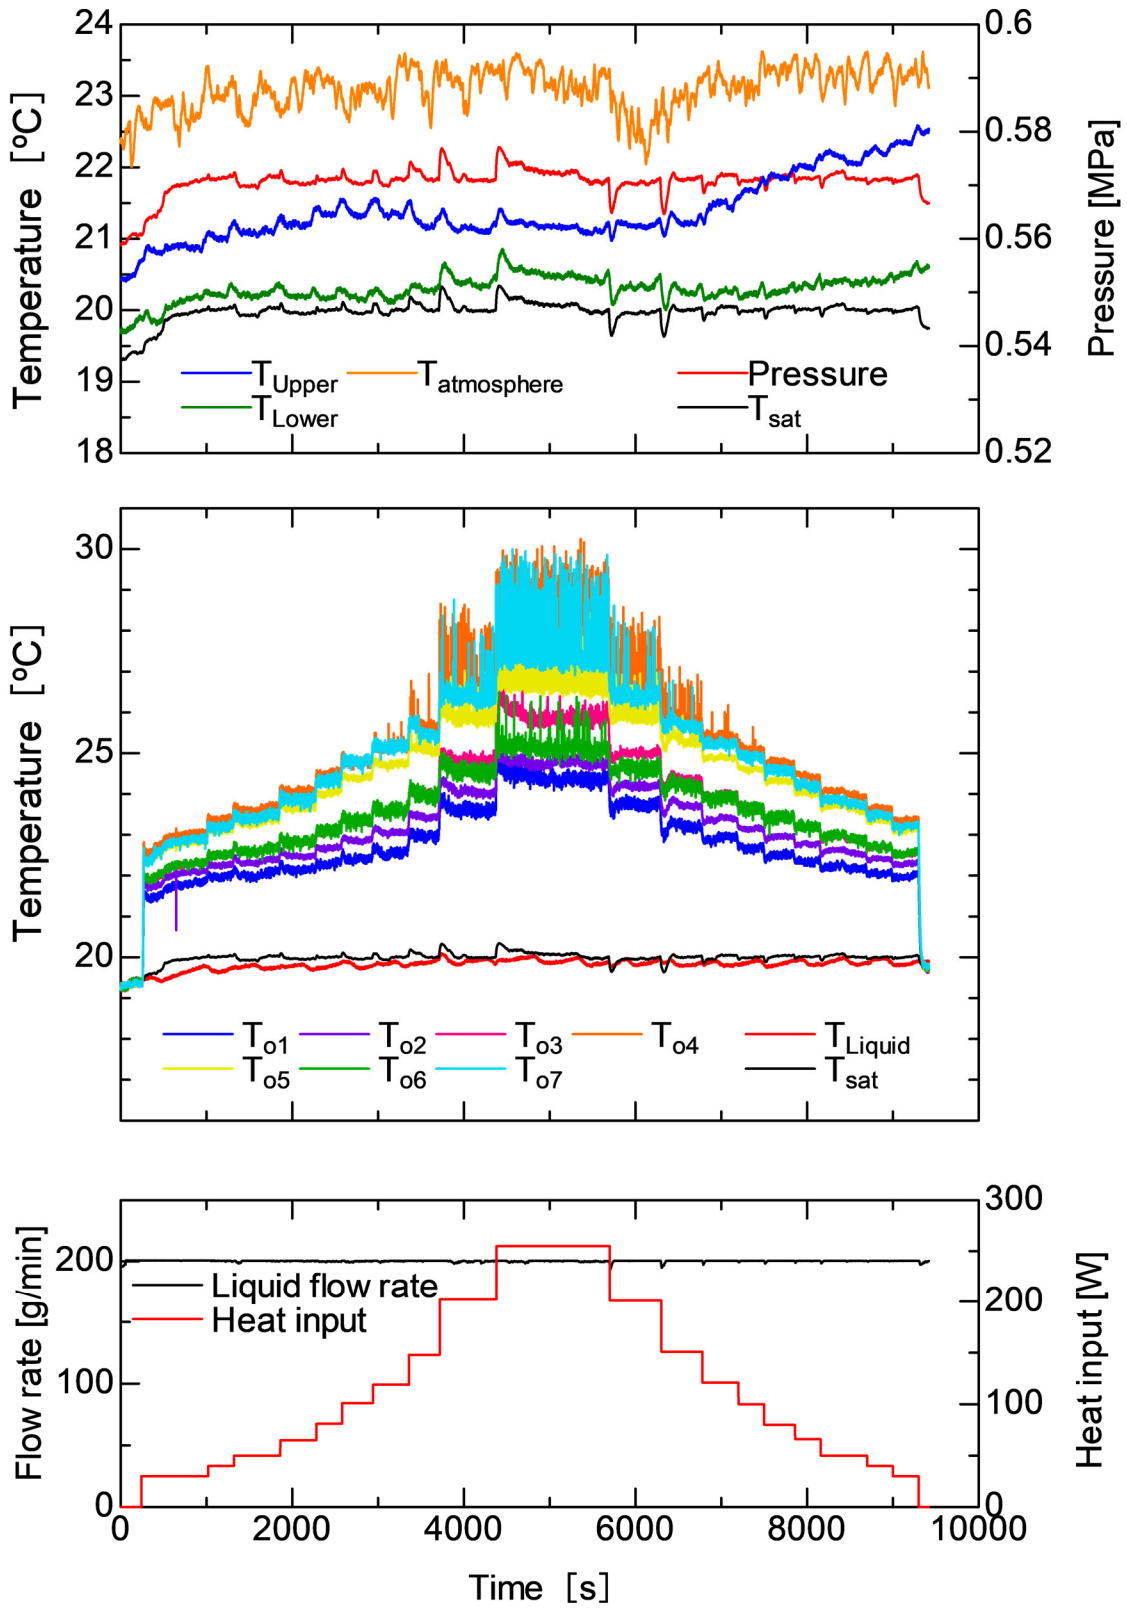 24
23
22
21
20
19
18
Temperature [ºC]
0.6
0.58
0.56
0.54
0.52
Pressure [MPa]
TUpper Tatmosphere Pressure
TLower Tsat
30
25
20
Temperature [ºC]
To1 To2 To3 To4 TLiquid
To5 To6 To7 Tsat
200
100
0
Flow rate [g/min]
300
200
100
0
Heat input [W]
Liquid flow rate
Heat input
0 2000 4000 6000 8000 10000
Time [s]